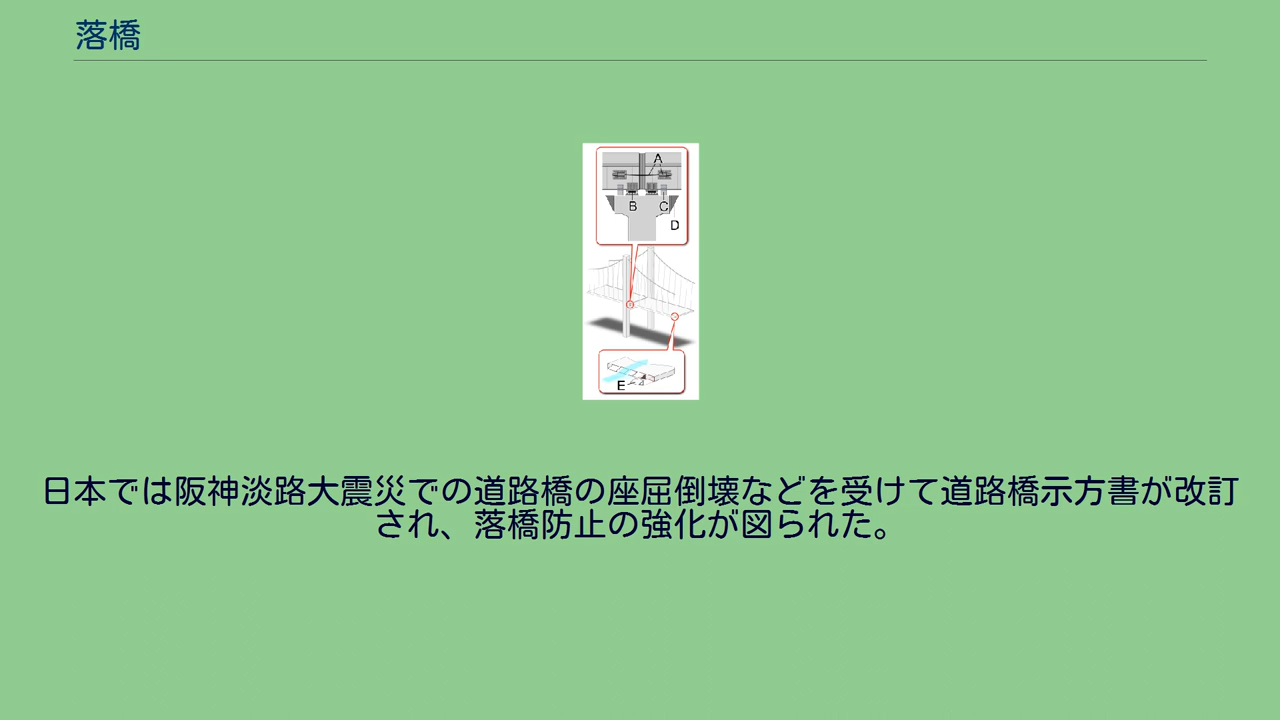 落橋
A
B
C
D
E
日本では阪神淡路大震災での道路橋の座屈倒壊などを受けて道路橋示方書が改訂
され、落橋防止の強化が図られた。